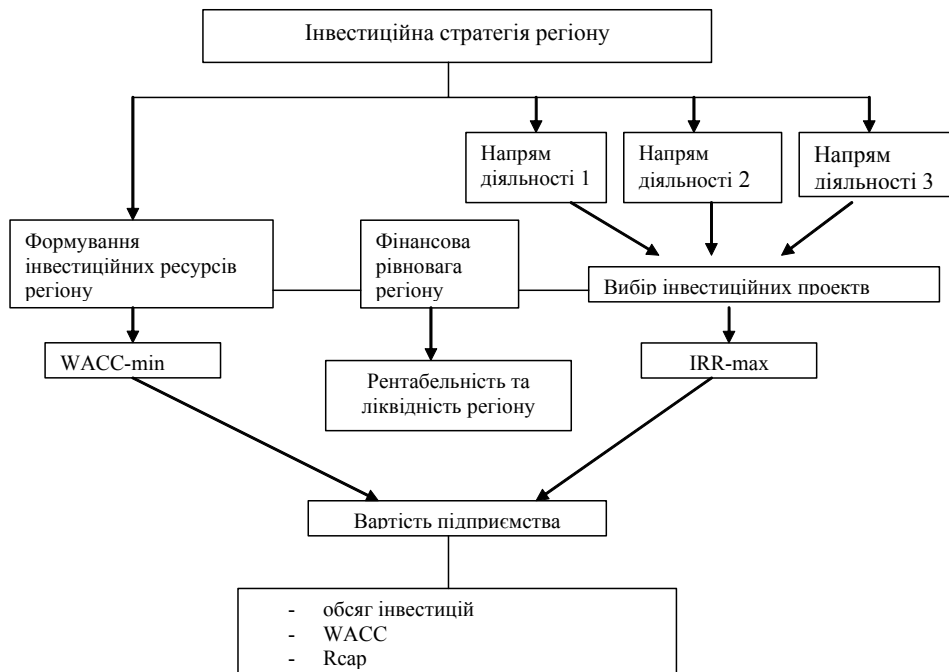 Інвестиційна стратегія регіону
Напрям
діяльності 1
Напрям
діяльності 2
Напрям
діяльності 3
Формування
інвестиційних ресурсів
регіону
Фінансова
рівновага
регіону
Вибір інвестиційних проектв
WACC-min
Рентабельність та
ліквідність регіону
IRR-max
Вартість підприємства
- обсяг інвестицій
- WACC
- Rcap